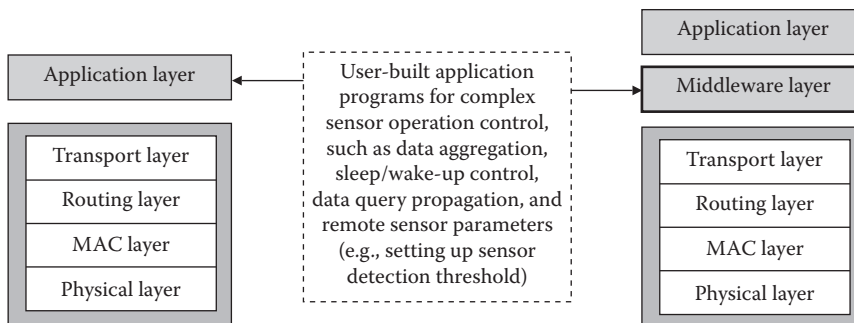 Application layer
Transport layer
Routing layer
MAC layer
Physical layer
User-built application
programs for complex
sensor operation control,
such as data aggregation,
sleep/wake-up control,
data query propagation, and
remote sensor parameters
(e.g., setting up sensor
detection threshold)
Application layer
Middleware layer
Transport layer
Routing layer
MAC layer
Physical layer